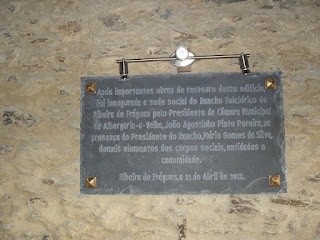 Após importantes obras de restauro deste edifício,
Foi inaugurada a sede social do Rancho Folclórico da
Ribeira de Fráguas pelo Presidente da Câmara Municipal
de Albergaria-a-Velha, João Agostinho Pinto Pereira, na
presença do Presidente do Rancho, Mário Gomes da Silva,
demais elementos dos corpos sociais, entidades e
comunidade.
Ribeira de Fráguas, a 21 de Abril de 2012.